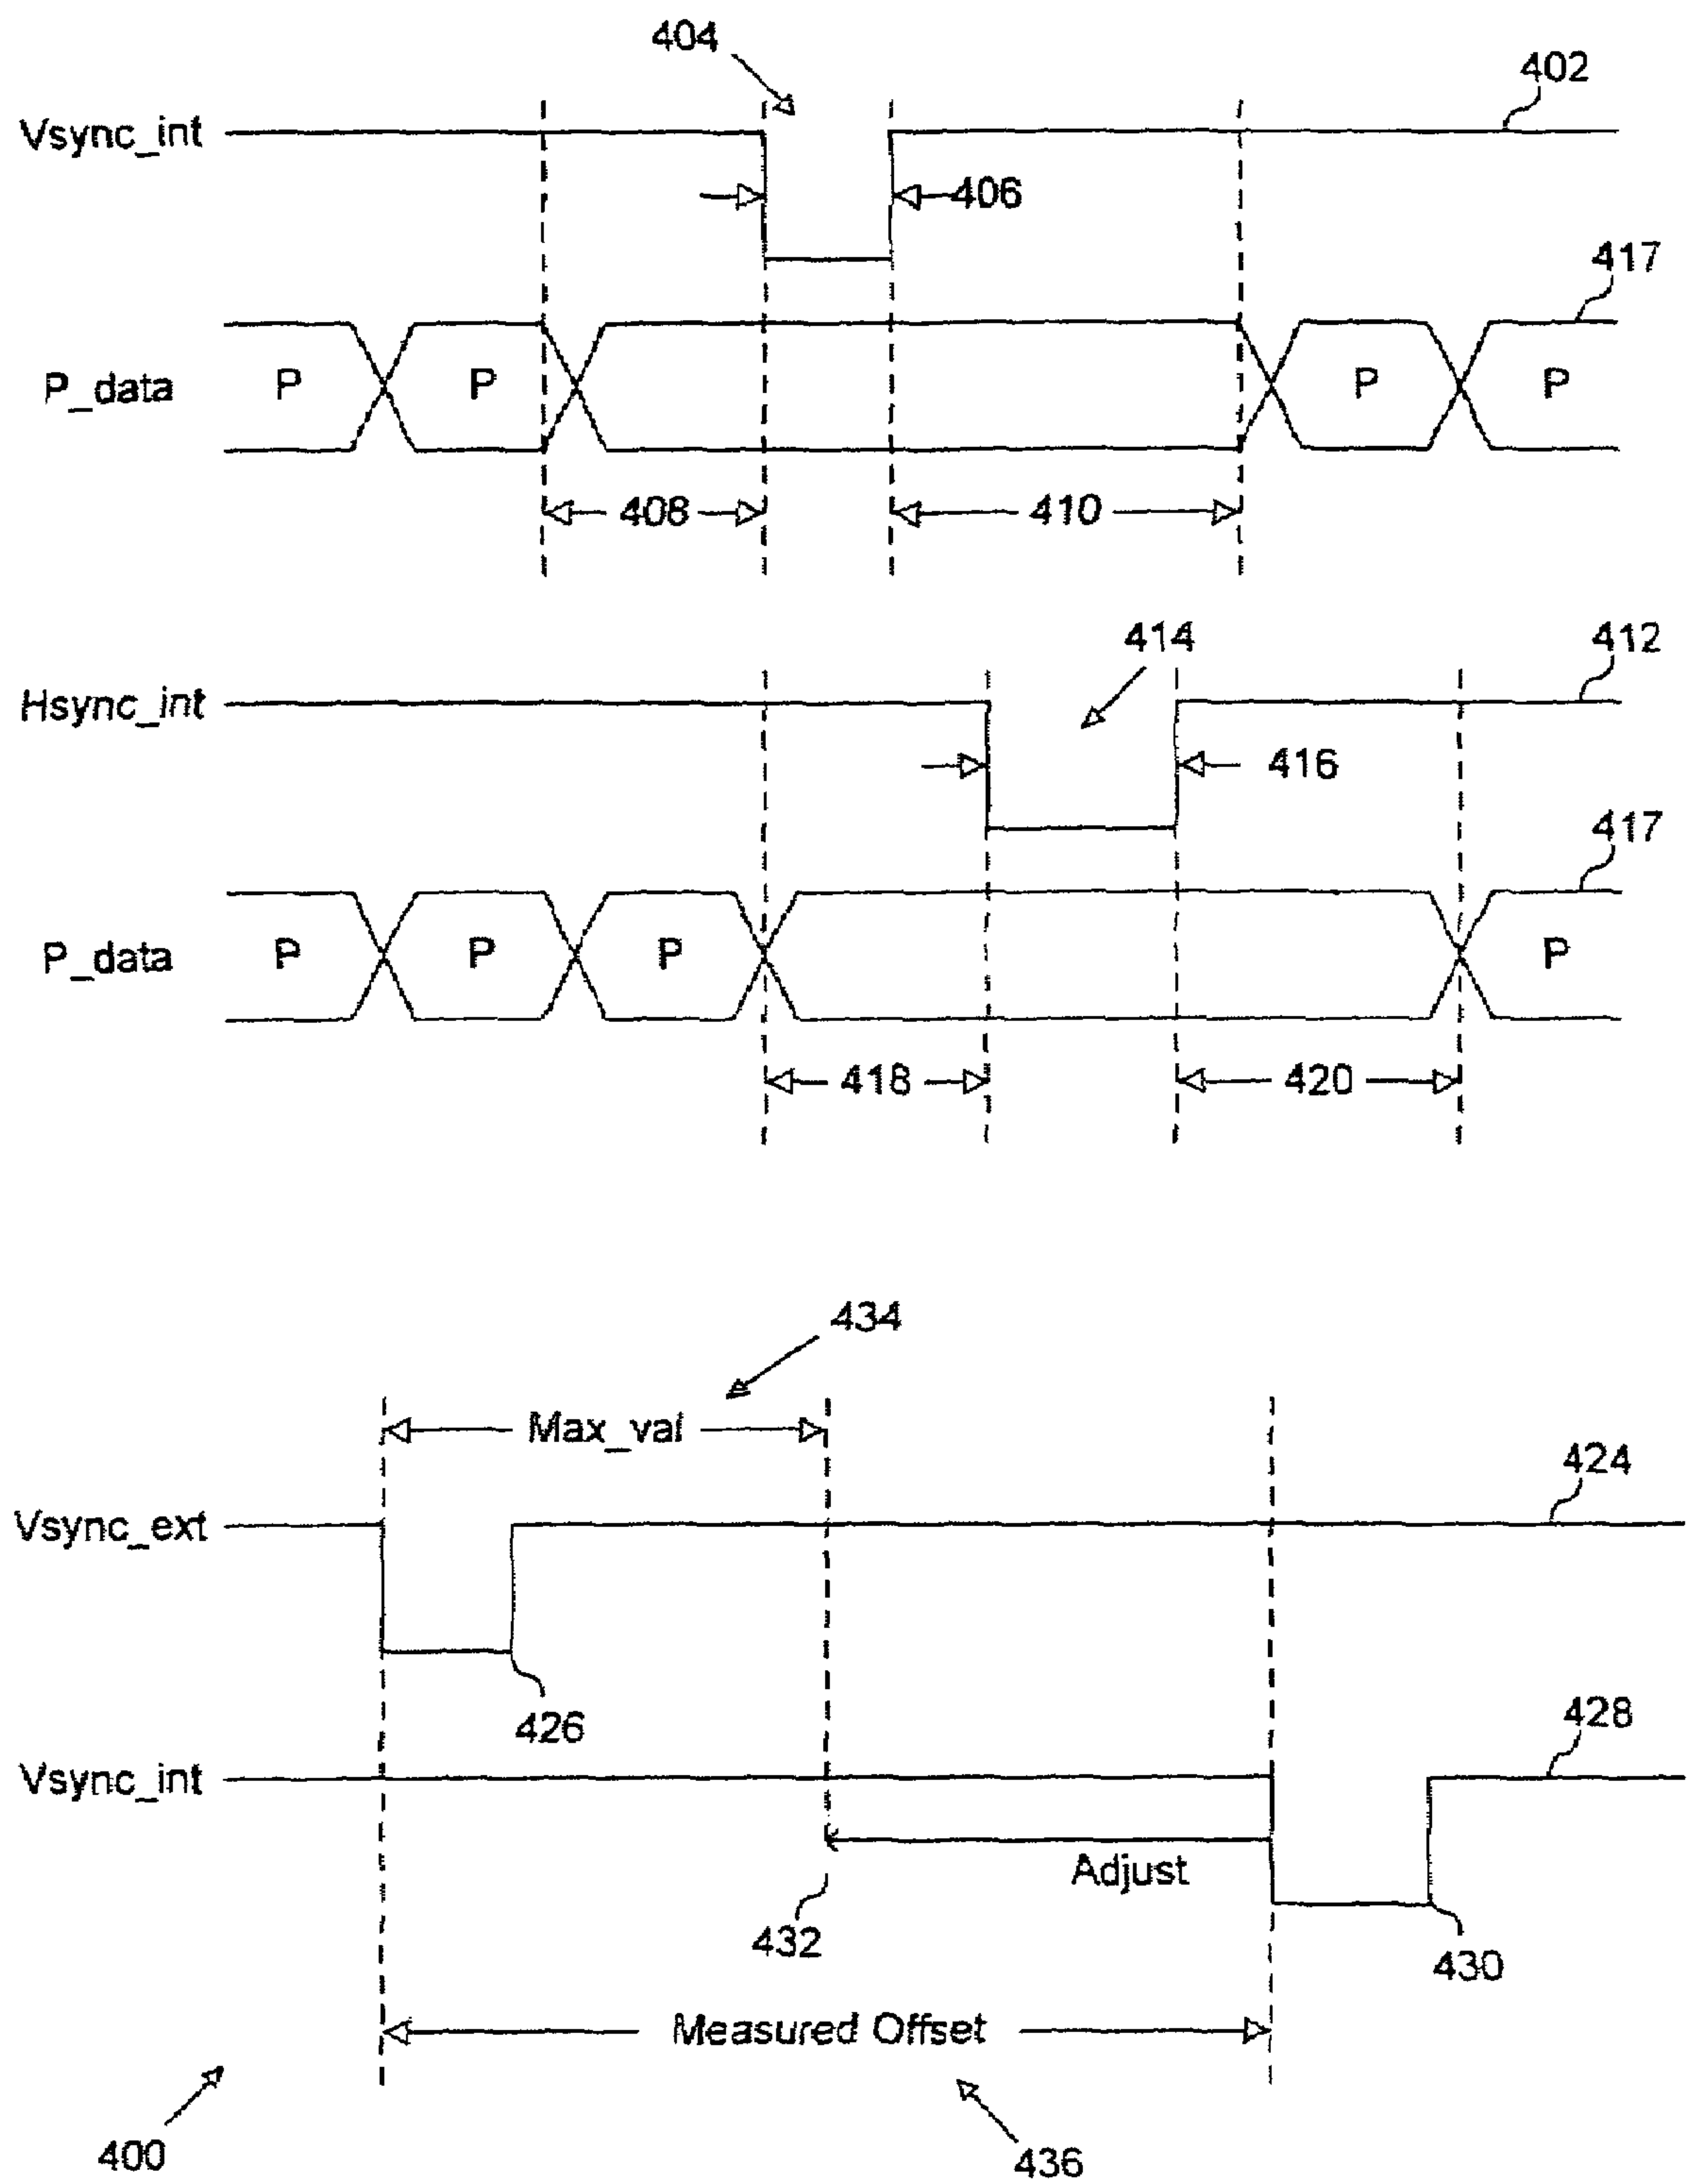 404
402
Vsync_int
406
417
P_data P P P P
408 410
414
412
Hsync_int
416
417
P_data P P P P
418 420
434
Max_val
424
Vsync_ext
426
428
Vsync_int
Adjust
432
430
Measured Offset
400
436